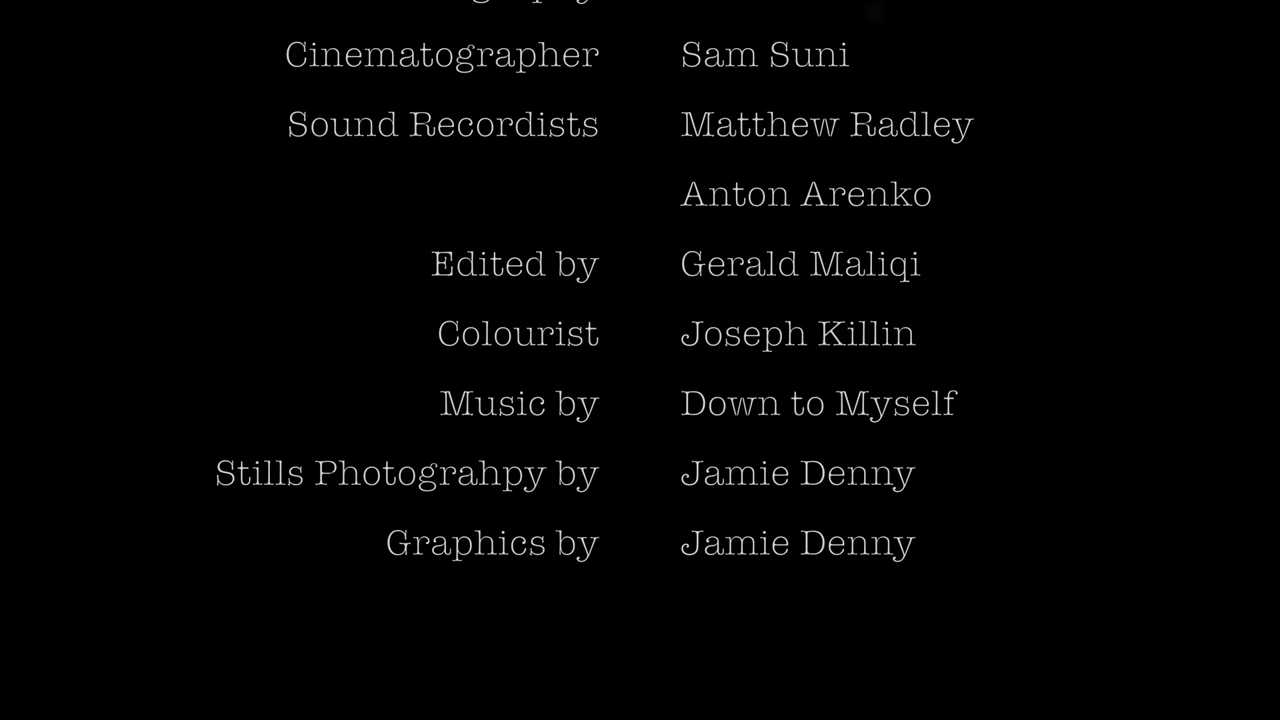 Cinematographer Sam Suni
Sound Recordists Matthew Radley
Anton Arenko
Edited by Gerald Maliqi
Colourist Joseph Killin
Music by Down to Myself
Stills Photograhpy by Jamie Denny
Graphics by Jamie Denny